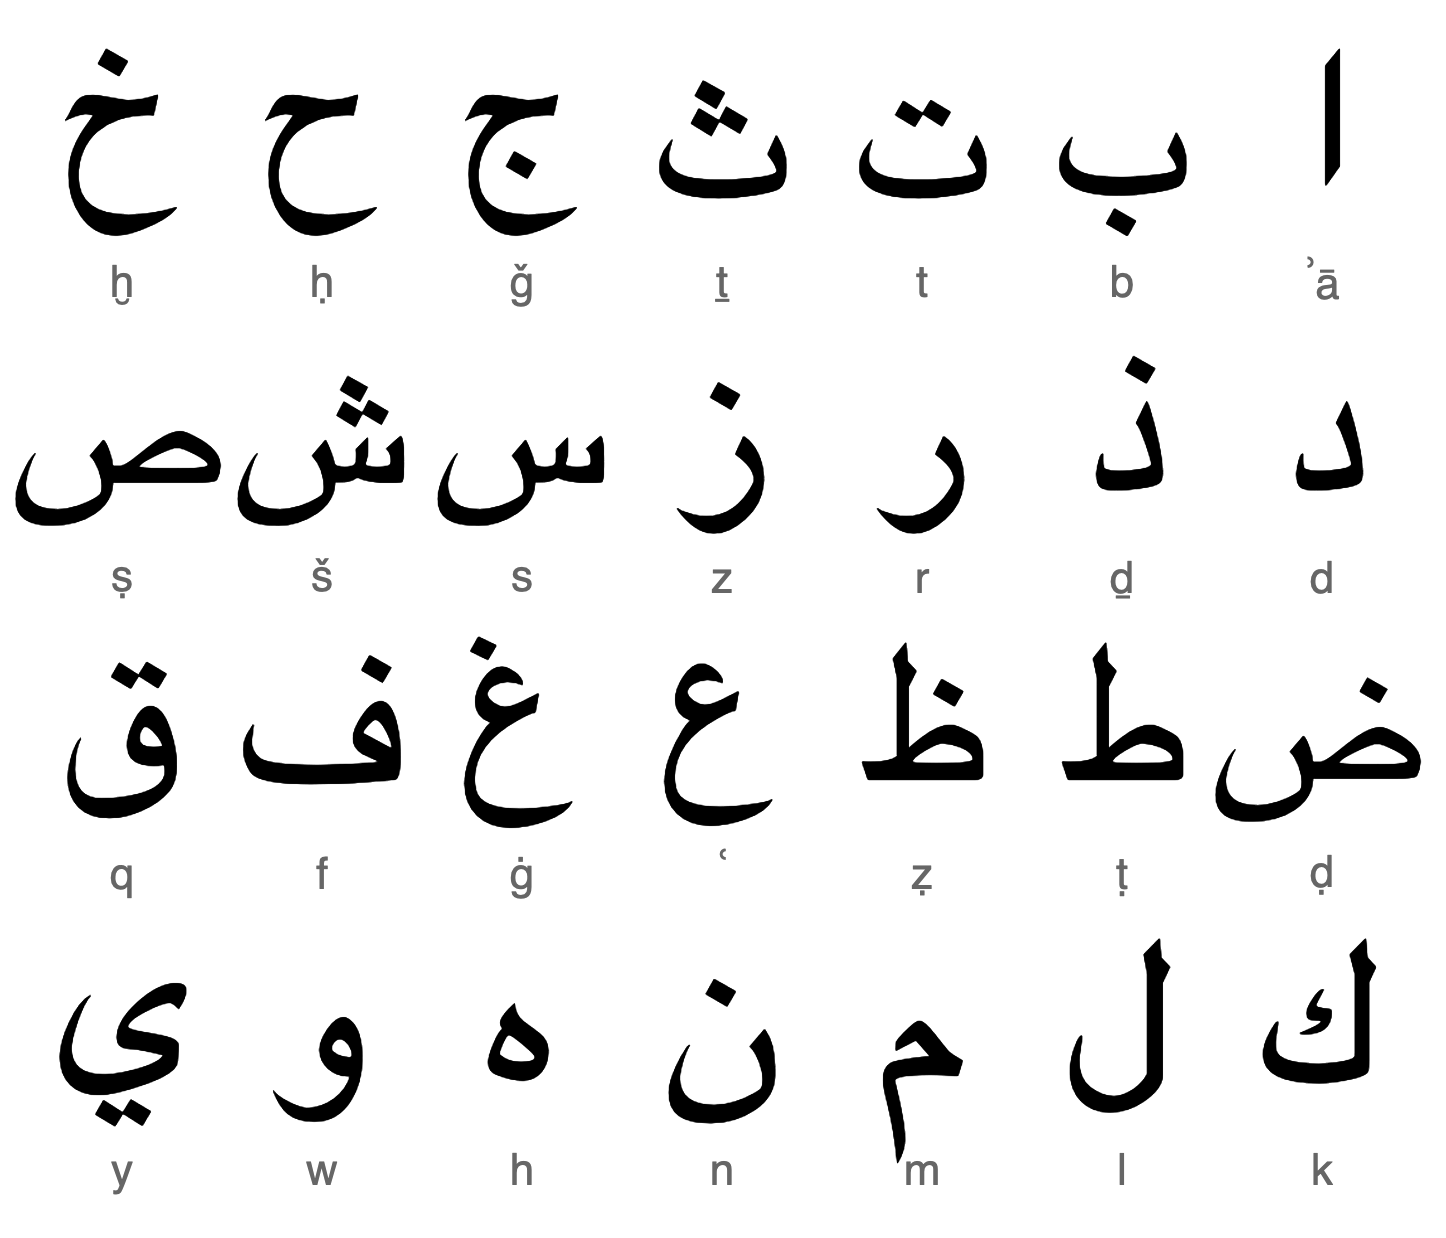 ا ب ت ث ج ح خ
ʾā b t ṯ ǧ ḥ ḫ
د ذ ر ز س ش ص
d ḏ r z s š ṣ
ض ط ظ ع غ ف ق
ḍ ṭ ẓ ʿ ġ f q
ك ل م ن ه و ي
k l m n h w y